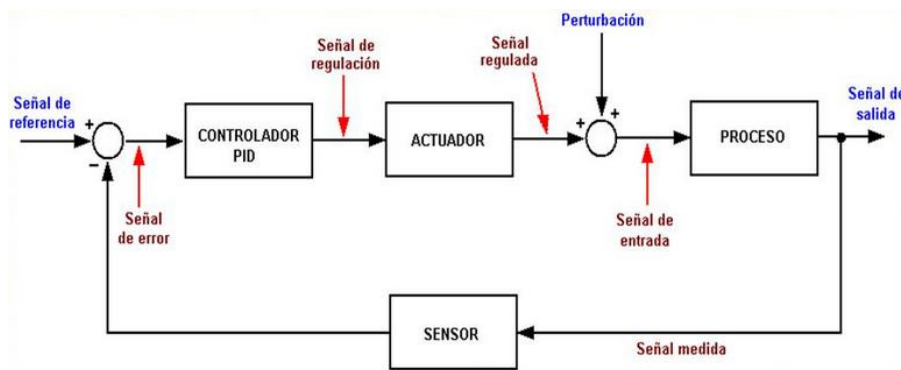 Perturbación
Señal de
regulación
Señal
regulada
Señal de
referencia
+
−
CONTROLADOR
PID
ACTUADOR
+
+
PROCESO
Señal de
salida
Señal
de error
Señal de
entrada
SENSOR
Señal medida